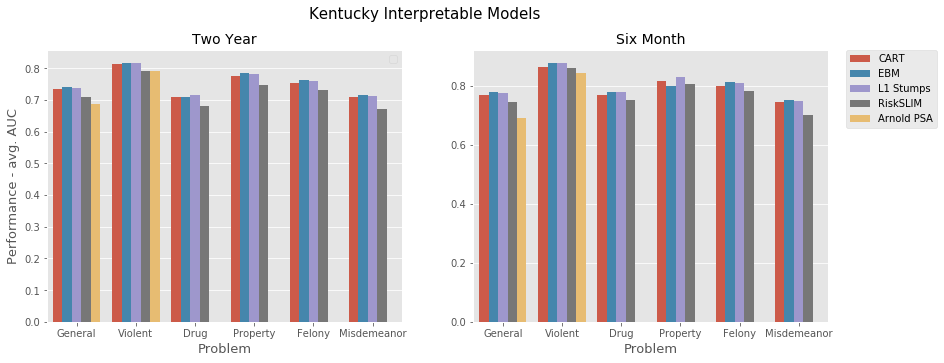 Kentucky Interpretable Models
Two Year
Performance - avg. AUC
0.8
0.7
0.6
0.5
0.4
0.3
0.2
0.1
0.0
General Violent Drug Property Felony Misdemeanor
Problem
Six Month
0.8
0.6
0.4
0.2
0.0
General Violent Drug Property Felony Misdemeanor
Problem
CART
EBM
L1 Stumps
RiskSLIM
Arnold PSA